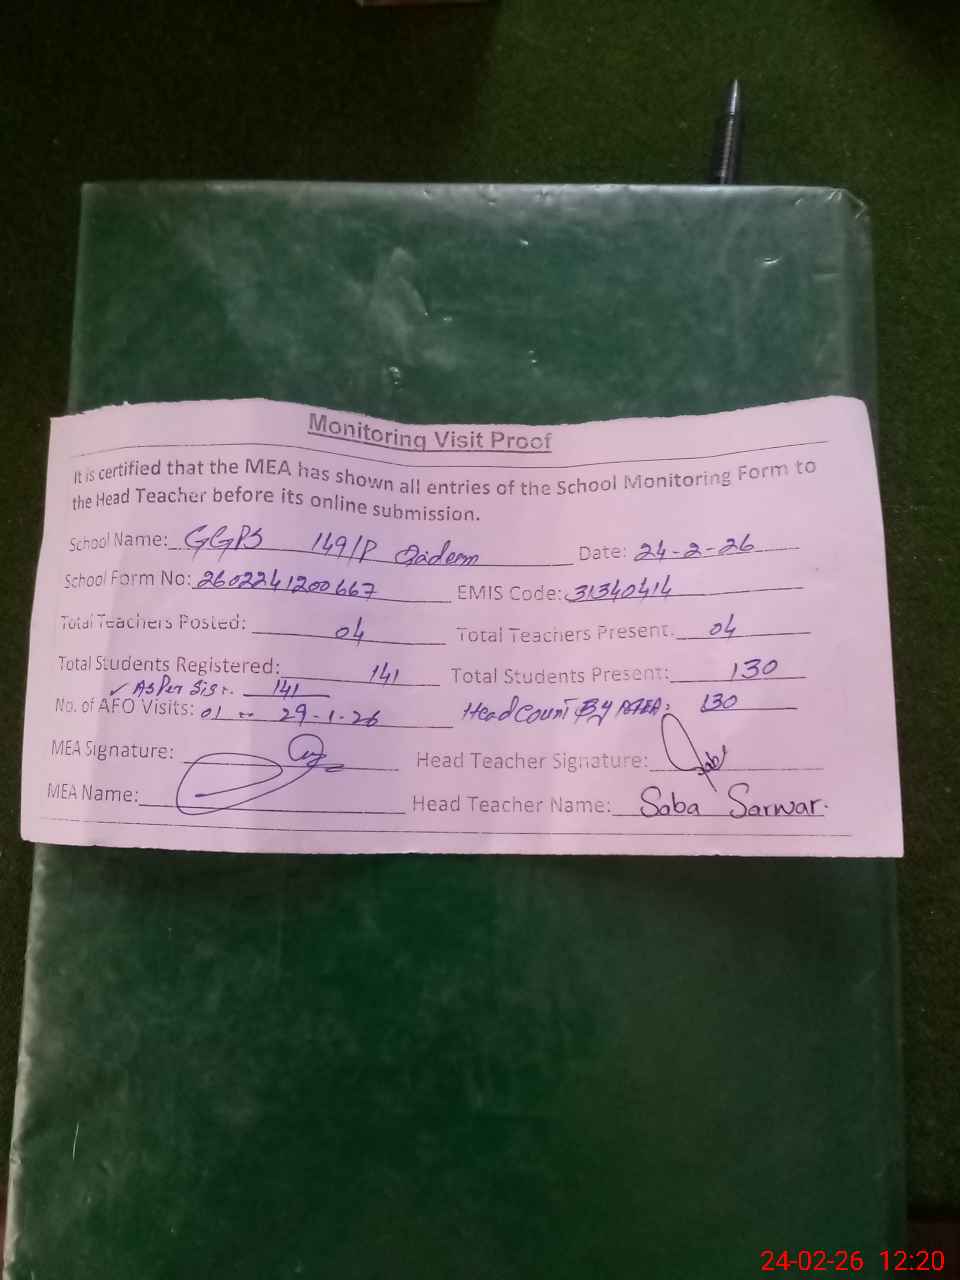 Monitoring Visit Proof
It is certified that the MEA has shown all entries of the School Monitoring Form to
the Head Teacher before its online submission.
School Name: GGPS 149/P Date: 24-2-26
School Form No: 2602241200667 EMIS Code: 31340414
Total Teachers Posted: 04 Total Teachers Present: 04
Total Students Registered: 141 Total Students Present: 130
✓ As Per Sis. 141
No. of AFO Visits: 01 29-1-26 Head Count By 130
MEA Signature: Head Teacher Signature:
MEA Name: Head Teacher Name: Saba Sarwar.
24-02-26 12:20